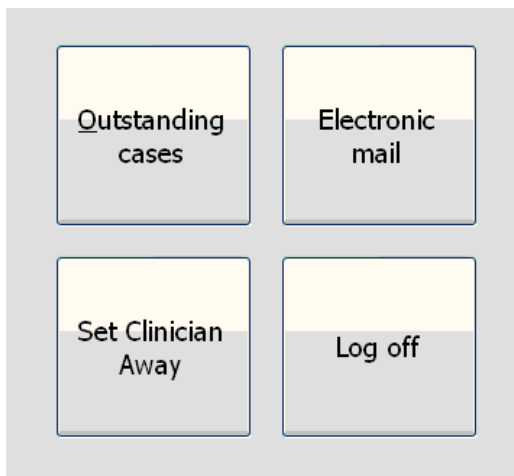 Outstanding
cases
Electronic
mail
Set Clinician
Away
Log off